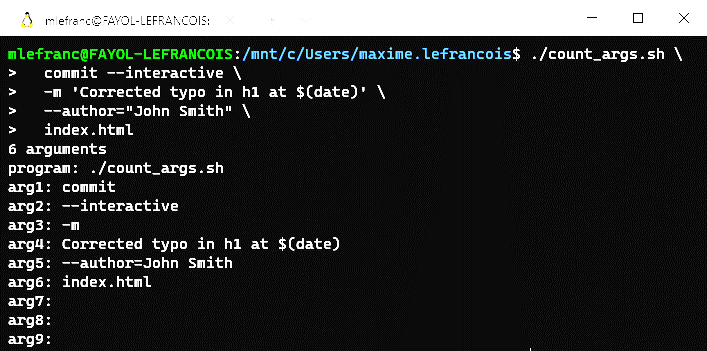 mlefranc@FAYOL-LEFRANCOIS:
mlefranc@FAYOL-LEFRANCOIS:/mnt/c/Users/maxime.lefrancois$ ./count_args.sh \
>   commit --interactive \
>   -m 'Corrected typo in h1 at $(date)' \
>   --author="John Smith" \
>   index.html
6 arguments
program: ./count_args.sh
arg1: commit
arg2: --interactive
arg3: -m
arg4: Corrected typo in h1 at $(date)
arg5: --author=John Smith
arg6: index.html
arg7:
arg8:
arg9: